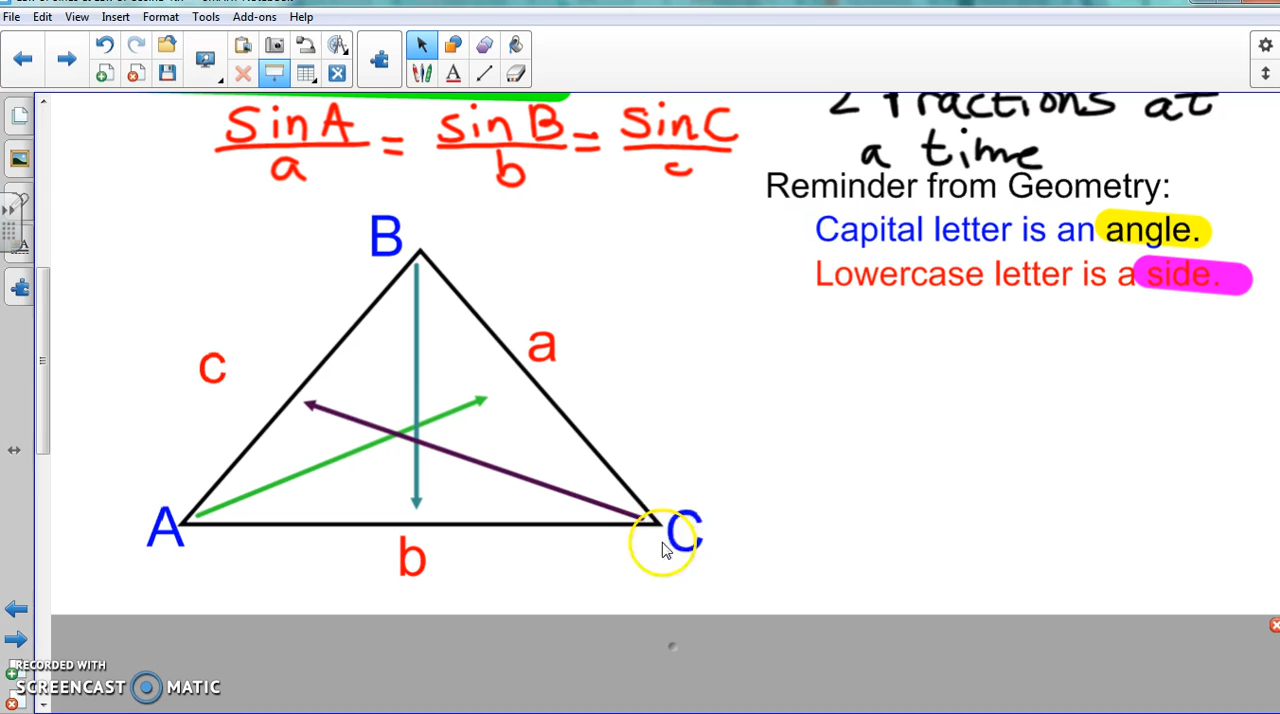 File Edit View Insert Format Tools Add-ons Help
sin A / a = sin B / b = sin C / c
2 fractions at
a time
Reminder from Geometry:
Capital letter is an angle.
Lowercase letter is a side.
B
c
a
A
C
b
RECORDED WITH
SCREENCAST MATIC